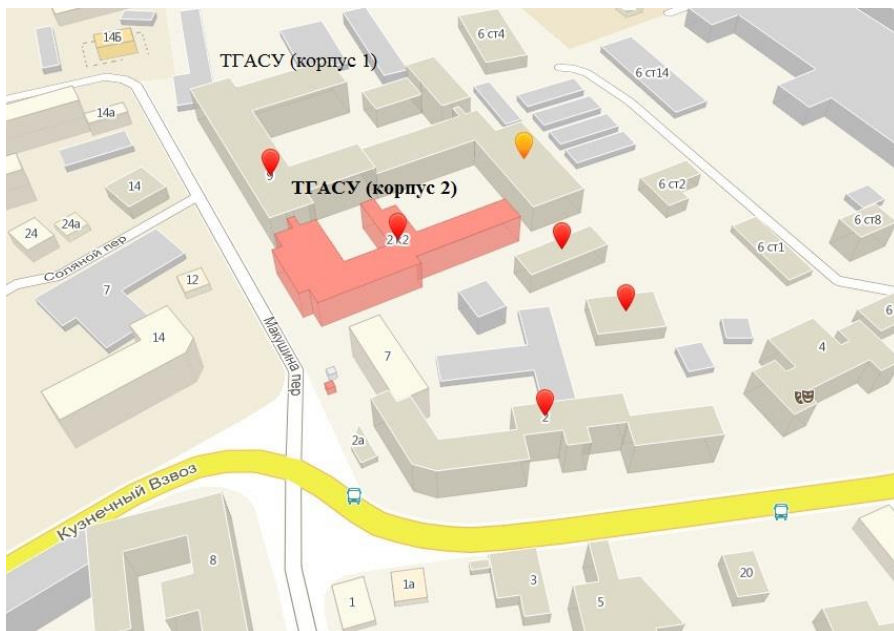 14Б
ТГАСУ (корпус 1)
6 ст4
6 ст14
14а
9
ТГАСУ (корпус 2)
14
6 ст2
24а
24
2 к2
6 ст8
Соляной пер
6 ст1
12
7
6
14
Макушина пер
7
4
2
2а
Кузнечный Взвоз
8
3
1а
20
1
5